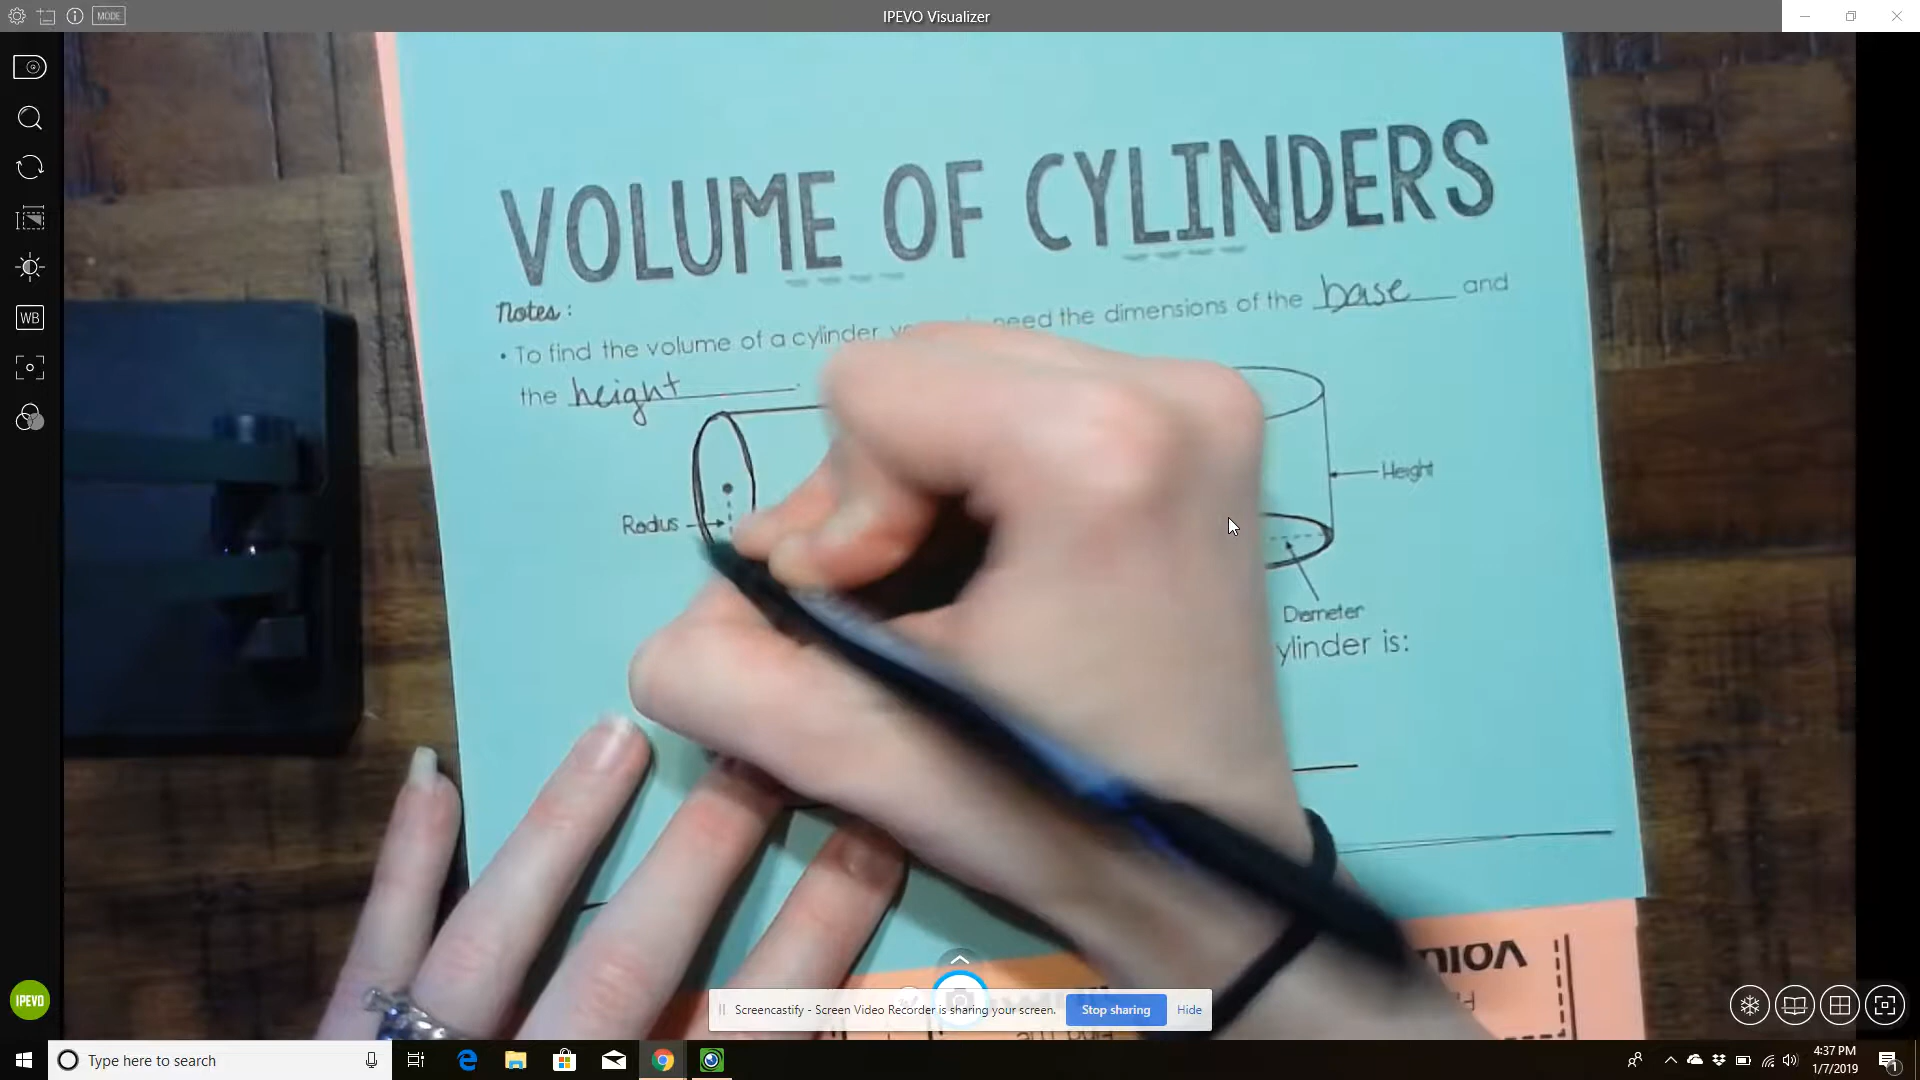 MODE
IPEVO Visualizer
WB
VOLUME OF CYLINDERS
Notes:
• To find the volume of a cylinder need the dimensions of the base and
the height
Radius
Height
Diameter
ylinder is:
IPEVO
Screencastify - Screen Video Recorder is sharing your screen.
Stop sharing
Hide
Type here to search
4:37 PM
1/7/2019
1